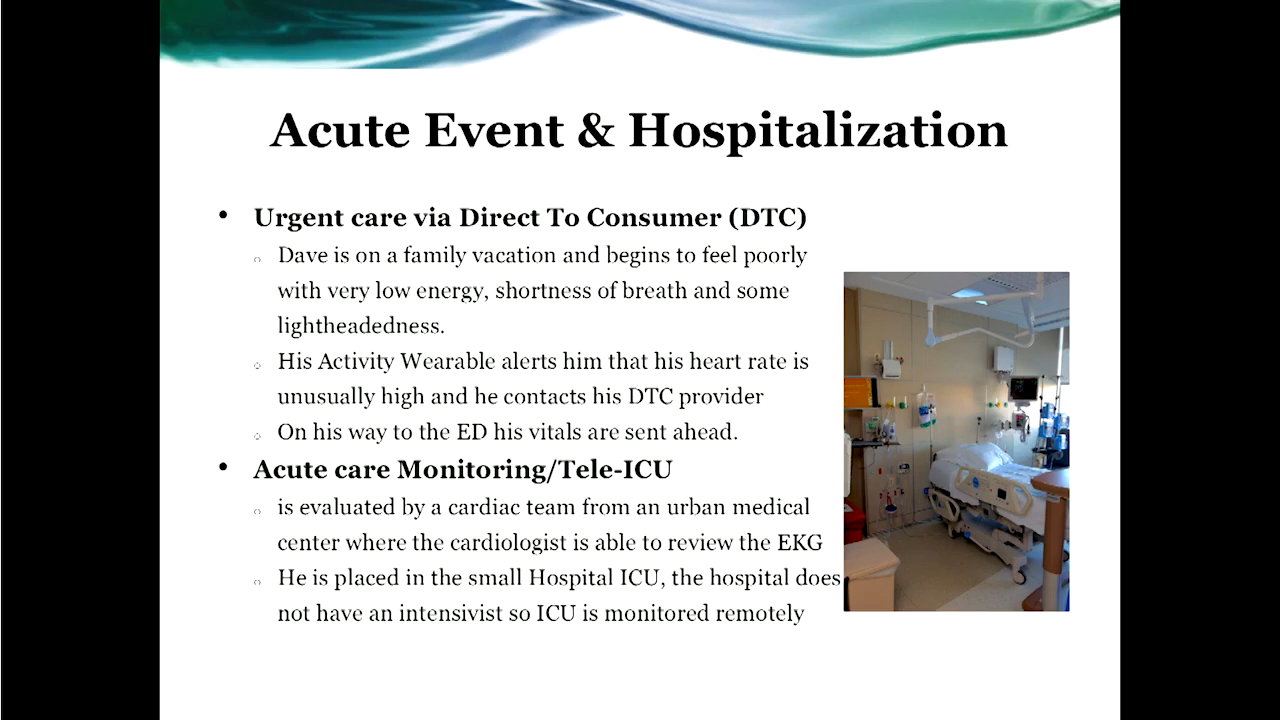 Acute Event & Hospitalization
• Urgent care via Direct To Consumer (DTC)
Dave is on a family vacation and begins to feel poorly
with very low energy, shortness of breath and some
lightheadedness.
His Activity Wearable alerts him that his heart rate is
unusually high and he contacts his DTC provider
On his way to the ED his vitals are sent ahead.
• Acute care Monitoring/Tele-ICU
is evaluated by a cardiac team from an urban medical
center where the cardiologist is able to review the EKG
He is placed in the small Hospital ICU, the hospital does
not have an intensivist so ICU is monitored remotely